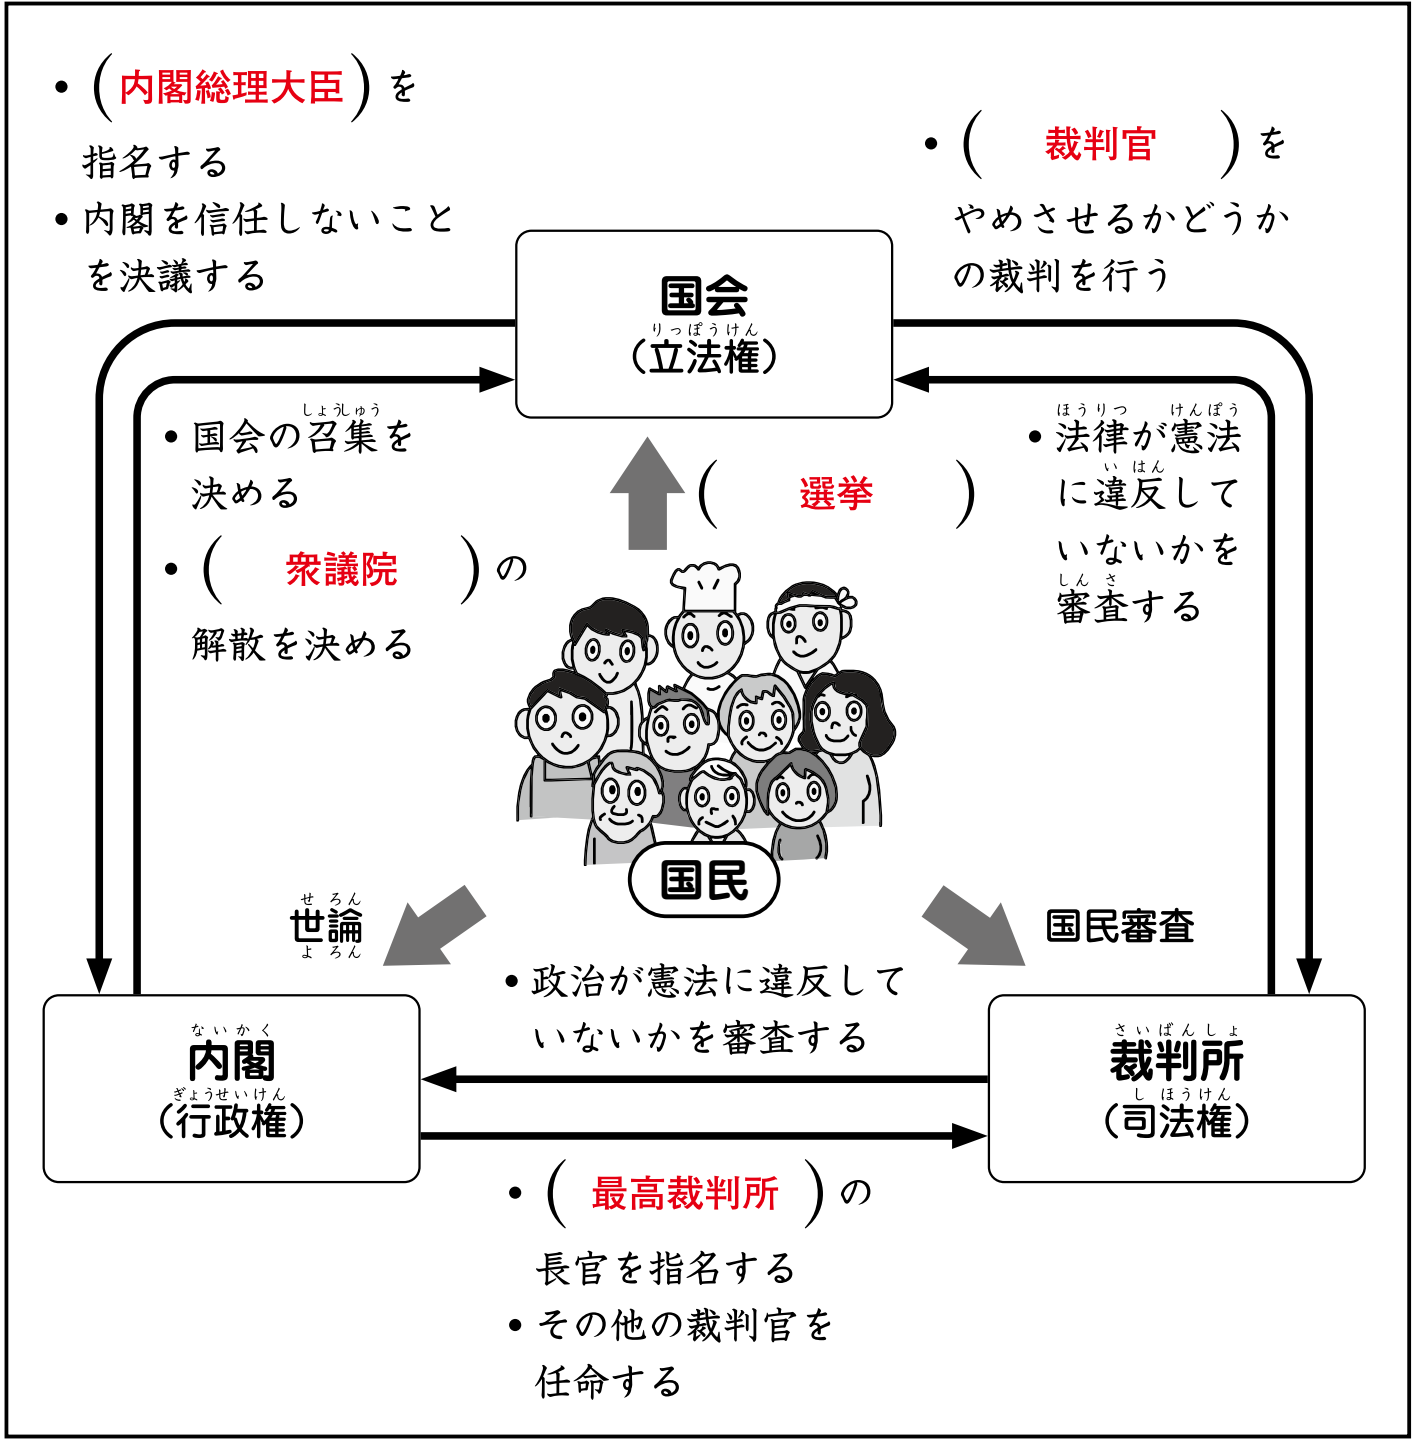 ・（内閣総理大臣）を
指名する
・内閣を信任しないこと
を決議する
・（　裁判官　）を
やめさせるかどうか
の裁判を行う
国会
りっぽうけん
（立法権）
しょうしゅう
・国会の召集を
決める
・（　衆議院　）の
解散を決める
（　選挙　）
ほうりつ　けんぽう
・法律が憲法
い　はん
に違反して
いないかを
しん　さ
審査する
国民
せ　ろん
世論
よ　ろん
国民審査
・政治が憲法に違反して
いないかを審査する
ないかく
内閣
ぎょうせいけん
（行政権）
さいばんしょ
裁判所
し　ほうけん
（司法権）
・（最高裁判所）の
長官を指名する
・その他の裁判官を
任命する